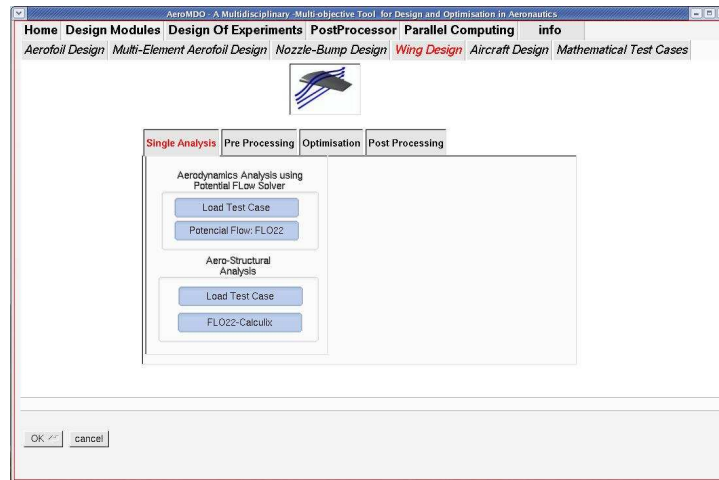 AeroMDO - A Multidisciplinary -Multi-objective Tool for Design and Optimisation in Aeronautics
Home Design Modules Design Of Experiments PostProcessor Parallel Computing info
Aerofoil Design Multi-Element Aerofoil Design Nozzle-Bump Design Wing Design Aircraft Design Mathematical Test Cases
Single Analysis Pre Processing Optimisation Post Processing
Aerodynamics Analysis using
Potential FLow Solver
Load Test Case
Potencial Flow: FLO22
Aero-Structural
Analysis
Load Test Case
FLO22-Calculix
OK cancel